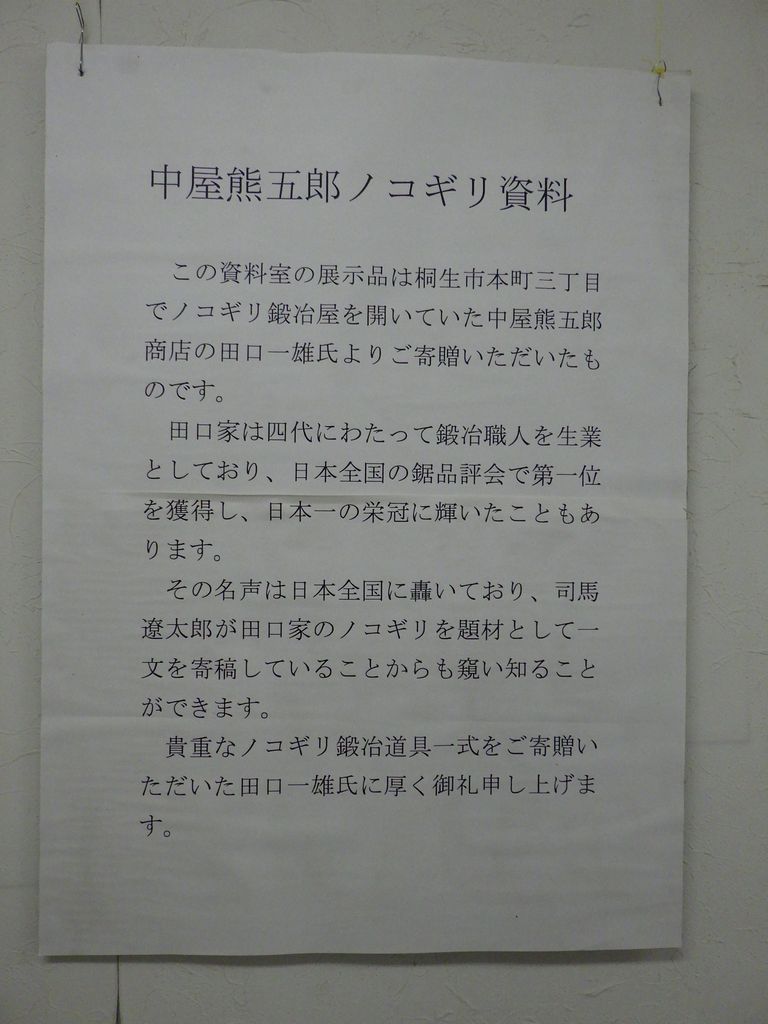 中屋熊五郎ノコギリ資料
この資料室の展示品は桐生市本町三丁目
でノコギリ鍛冶屋を開いていた中屋熊五郎
商店の田口一雄氏よりご寄贈いただいたも
のです。
田口家は四代にわたって鍛冶職人を生業
としており、日本全国の鋸品評会で第一位
を獲得し、日本一の栄冠に輝いたこともあ
ります。
その名声は日本全国に轟いており、司馬
遼太郎が田口家のノコギリを題材として一
文を寄稿していることからも窺い知ること
ができます。
貴重なノコギリ鍛冶道具一式をご寄贈い
ただいた田口一雄氏に厚く御礼申し上げま
す。